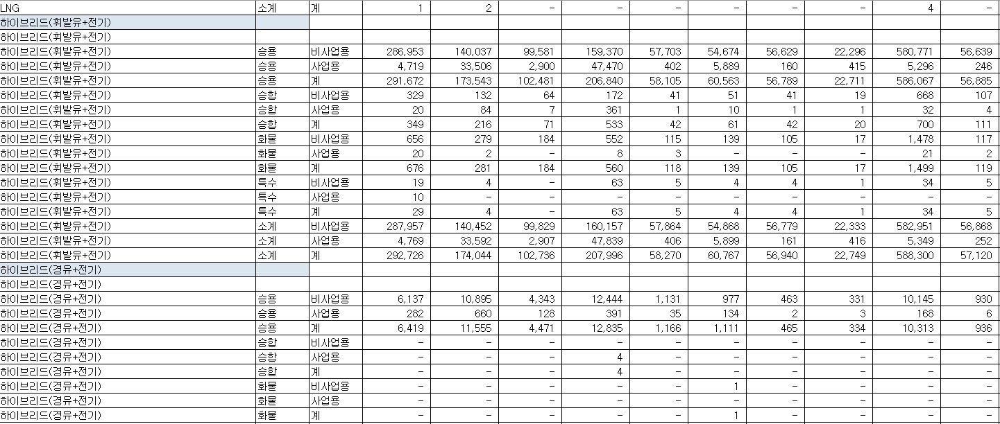 LNG 소계 계 1 2 - - - - - - 4 -
하이브리드(휘발유+전기)
하이브리드(휘발유+전기)
하이브리드(휘발유+전기) 승용 비사업용 286,953 140,037 99,581 159,370 57,703 54,674 56,629 22,296 580,771 56,639
하이브리드(휘발유+전기) 승용 사업용 4,719 33,506 2,900 47,470 402 5,889 160 415 5,296 246
하이브리드(휘발유+전기) 승용 계 291,672 173,543 102,481 206,840 58,105 60,563 56,789 22,711 586,067 56,885
하이브리드(휘발유+전기) 승합 비사업용 329 132 64 172 41 51 41 19 668 107
하이브리드(휘발유+전기) 승합 사업용 20 84 7 361 1 10 1 1 32 4
하이브리드(휘발유+전기) 승합 계 349 216 71 533 42 61 42 20 700 111
하이브리드(휘발유+전기) 화물 비사업용 656 279 184 552 115 139 105 17 1,478 117
하이브리드(휘발유+전기) 화물 사업용 20 2 - 8 3 - - - 21 2
하이브리드(휘발유+전기) 화물 계 676 281 184 560 118 139 105 17 1,499 119
하이브리드(휘발유+전기) 특수 비사업용 19 4 - 63 5 4 4 1 34 5
하이브리드(휘발유+전기) 특수 사업용 10 - - - - - - - - -
하이브리드(휘발유+전기) 특수 계 29 4 - 63 5 4 4 1 34 5
하이브리드(휘발유+전기) 소계 비사업용 287,957 140,452 99,829 160,157 57,864 54,868 56,779 22,333 582,951 56,868
하이브리드(휘발유+전기) 소계 사업용 4,769 33,592 2,907 47,839 406 5,899 161 416 5,349 252
하이브리드(휘발유+전기) 소계 계 292,726 174,044 102,736 207,996 58,270 60,767 56,940 22,749 588,300 57,120
하이브리드(경유+전기)
하이브리드(경유+전기)
하이브리드(경유+전기) 승용 비사업용 6,137 10,895 4,343 12,444 1,131 977 463 331 10,145 930
하이브리드(경유+전기) 승용 사업용 282 660 128 391 35 134 2 3 168 6
하이브리드(경유+전기) 승용 계 6,419 11,555 4,471 12,835 1,166 1,111 465 334 10,313 936
하이브리드(경유+전기) 승합 비사업용 - - - - - - - - - -
하이브리드(경유+전기) 승합 사업용 - - - 4 - - - - - -
하이브리드(경유+전기) 승합 계 - - - 4 - - - - - -
하이브리드(경유+전기) 화물 비사업용 - - - - - 1 - - - -
하이브리드(경유+전기) 화물 사업용 - - - - - - - - - -
하이브리드(경유+전기) 화물 계 - - - - - 1 - - - -